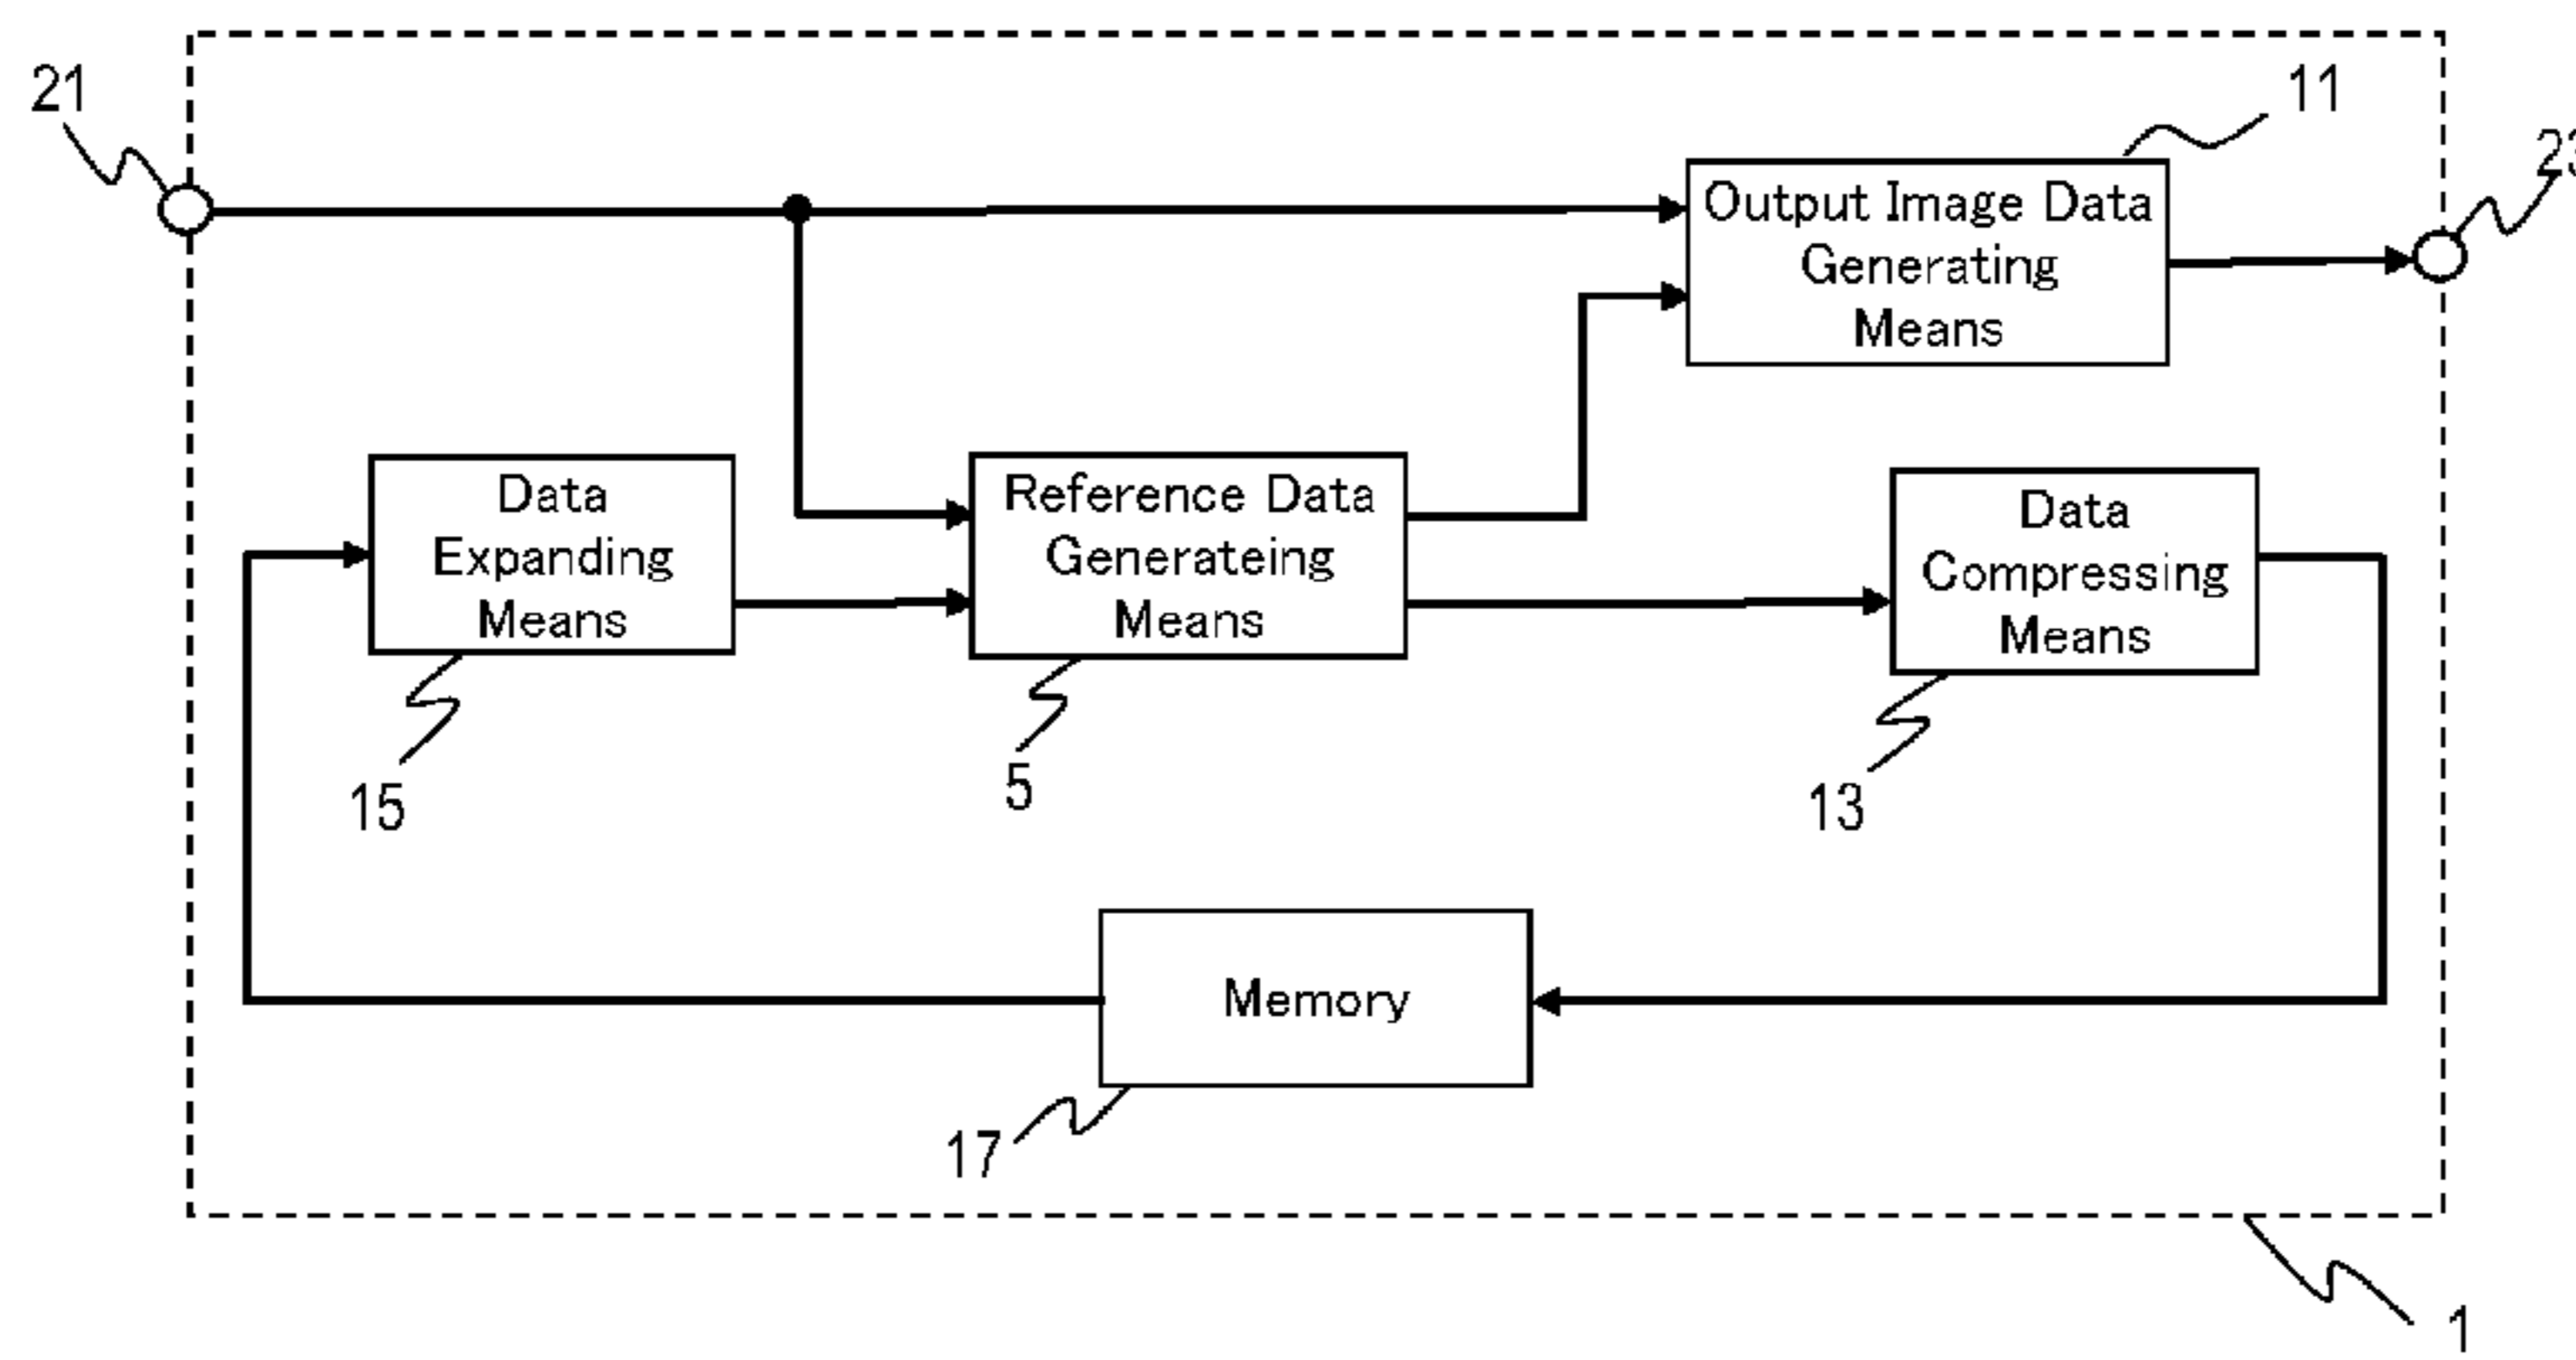 21
11
23
Output Image Data
Generating
Means
Data
Expanding
Means
Reference Data
Generateing
Means
Data
Compressing
Means
15
5
13
Memory
17
1